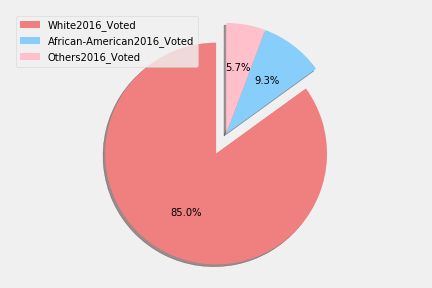 White2016_Voted
African-American2016_Voted
Others2016_Voted
5.7%
9.3%
85.0%